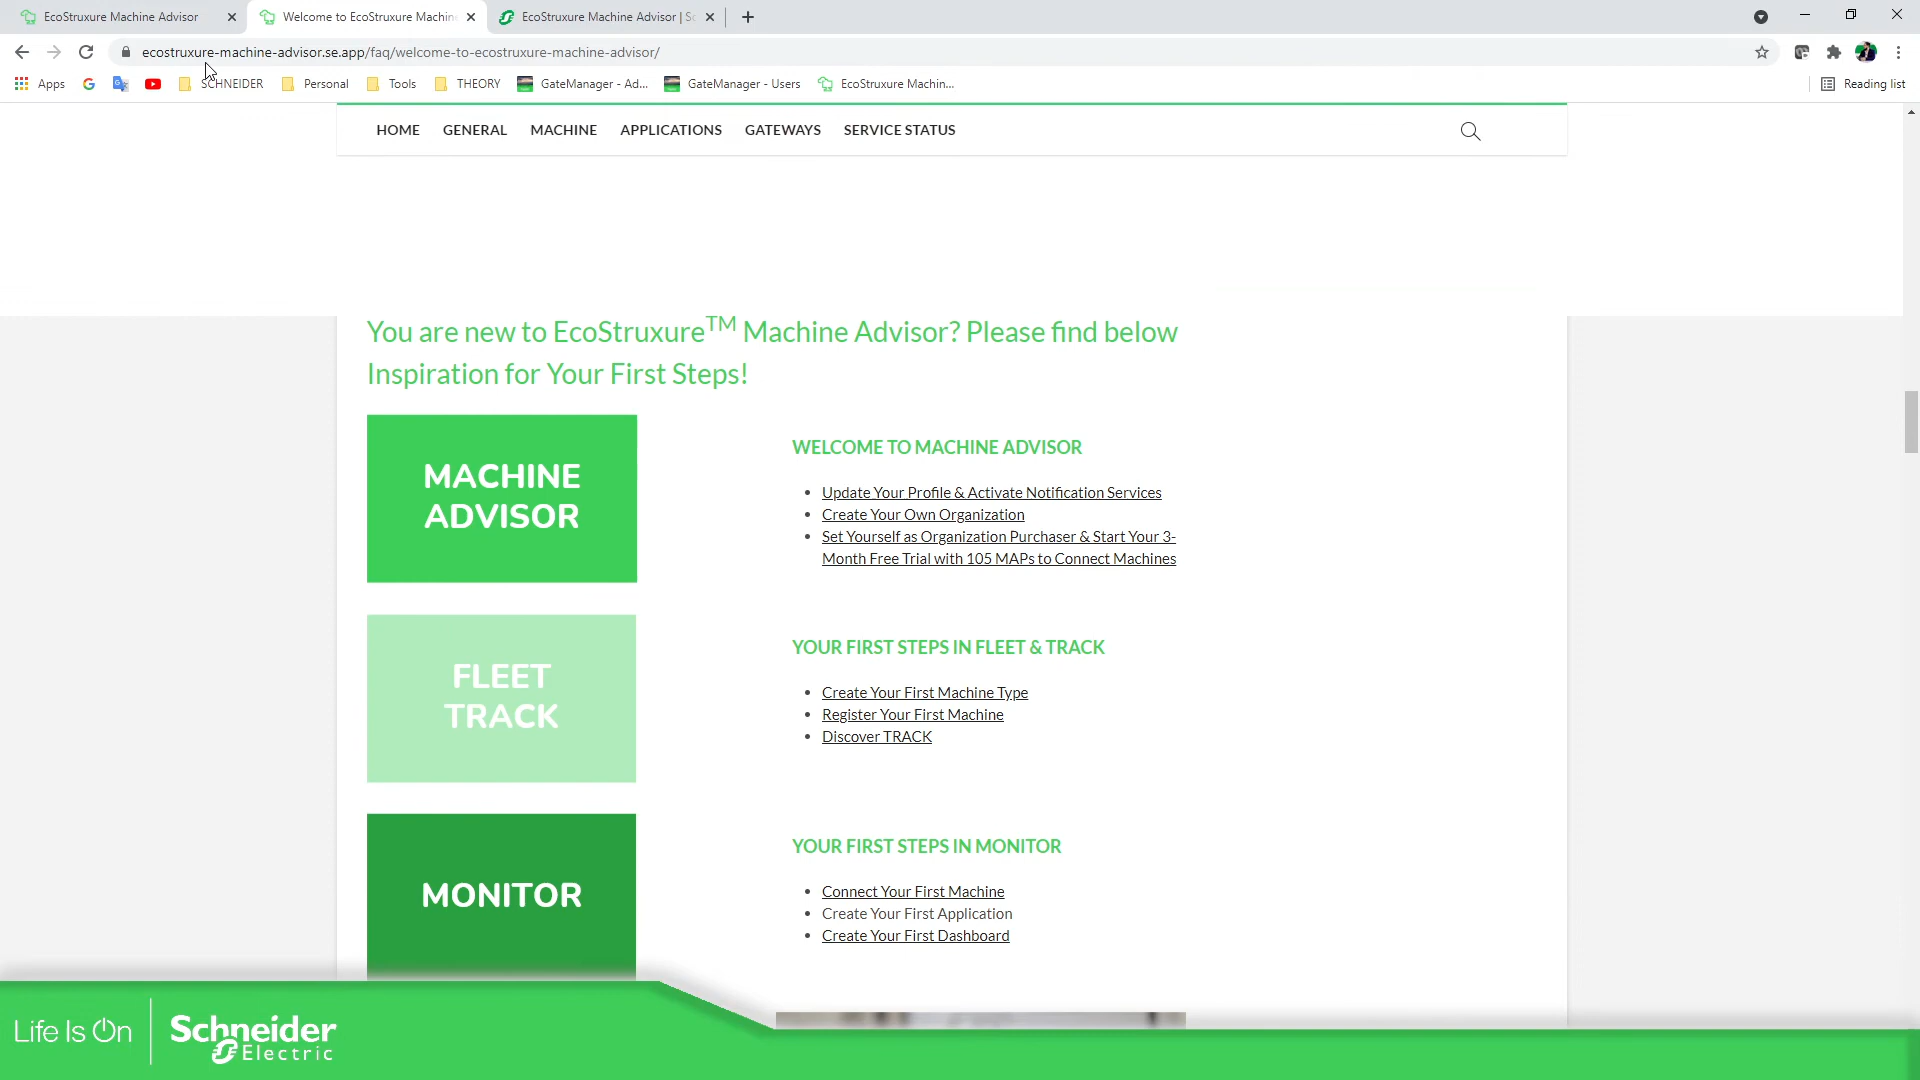 EcoStruxure Machine Advisor
Welcome to EcoStruxure Machine
EcoStruxure Machine Advisor | Sc
ecostruxure-machine-advisor.se.app/faq/welcome-to-ecostruxure-machine-advisor/
Apps SCHNEIDER Personal Tools THEORY GateManager - Ad... GateManager - Users EcoStruxure Machin... Reading list
HOME GENERAL MACHINE APPLICATIONS GATEWAYS SERVICE STATUS
You are new to EcoStruxure™ Machine Advisor? Please find below
Inspiration for Your First Steps!
MACHINE
ADVISOR
WELCOME TO MACHINE ADVISOR
• Update Your Profile & Activate Notification Services
• Create Your Own Organization
• Set Yourself as Organization Purchaser & Start Your 3-
Month Free Trial with 105 MAPs to Connect Machines
FLEET
TRACK
YOUR FIRST STEPS IN FLEET & TRACK
• Create Your First Machine Type
• Register Your First Machine
• Discover TRACK
MONITOR
YOUR FIRST STEPS IN MONITOR
• Connect Your First Machine
• Create Your First Application
• Create Your First Dashboard
Life Is On
Schneider
Electric